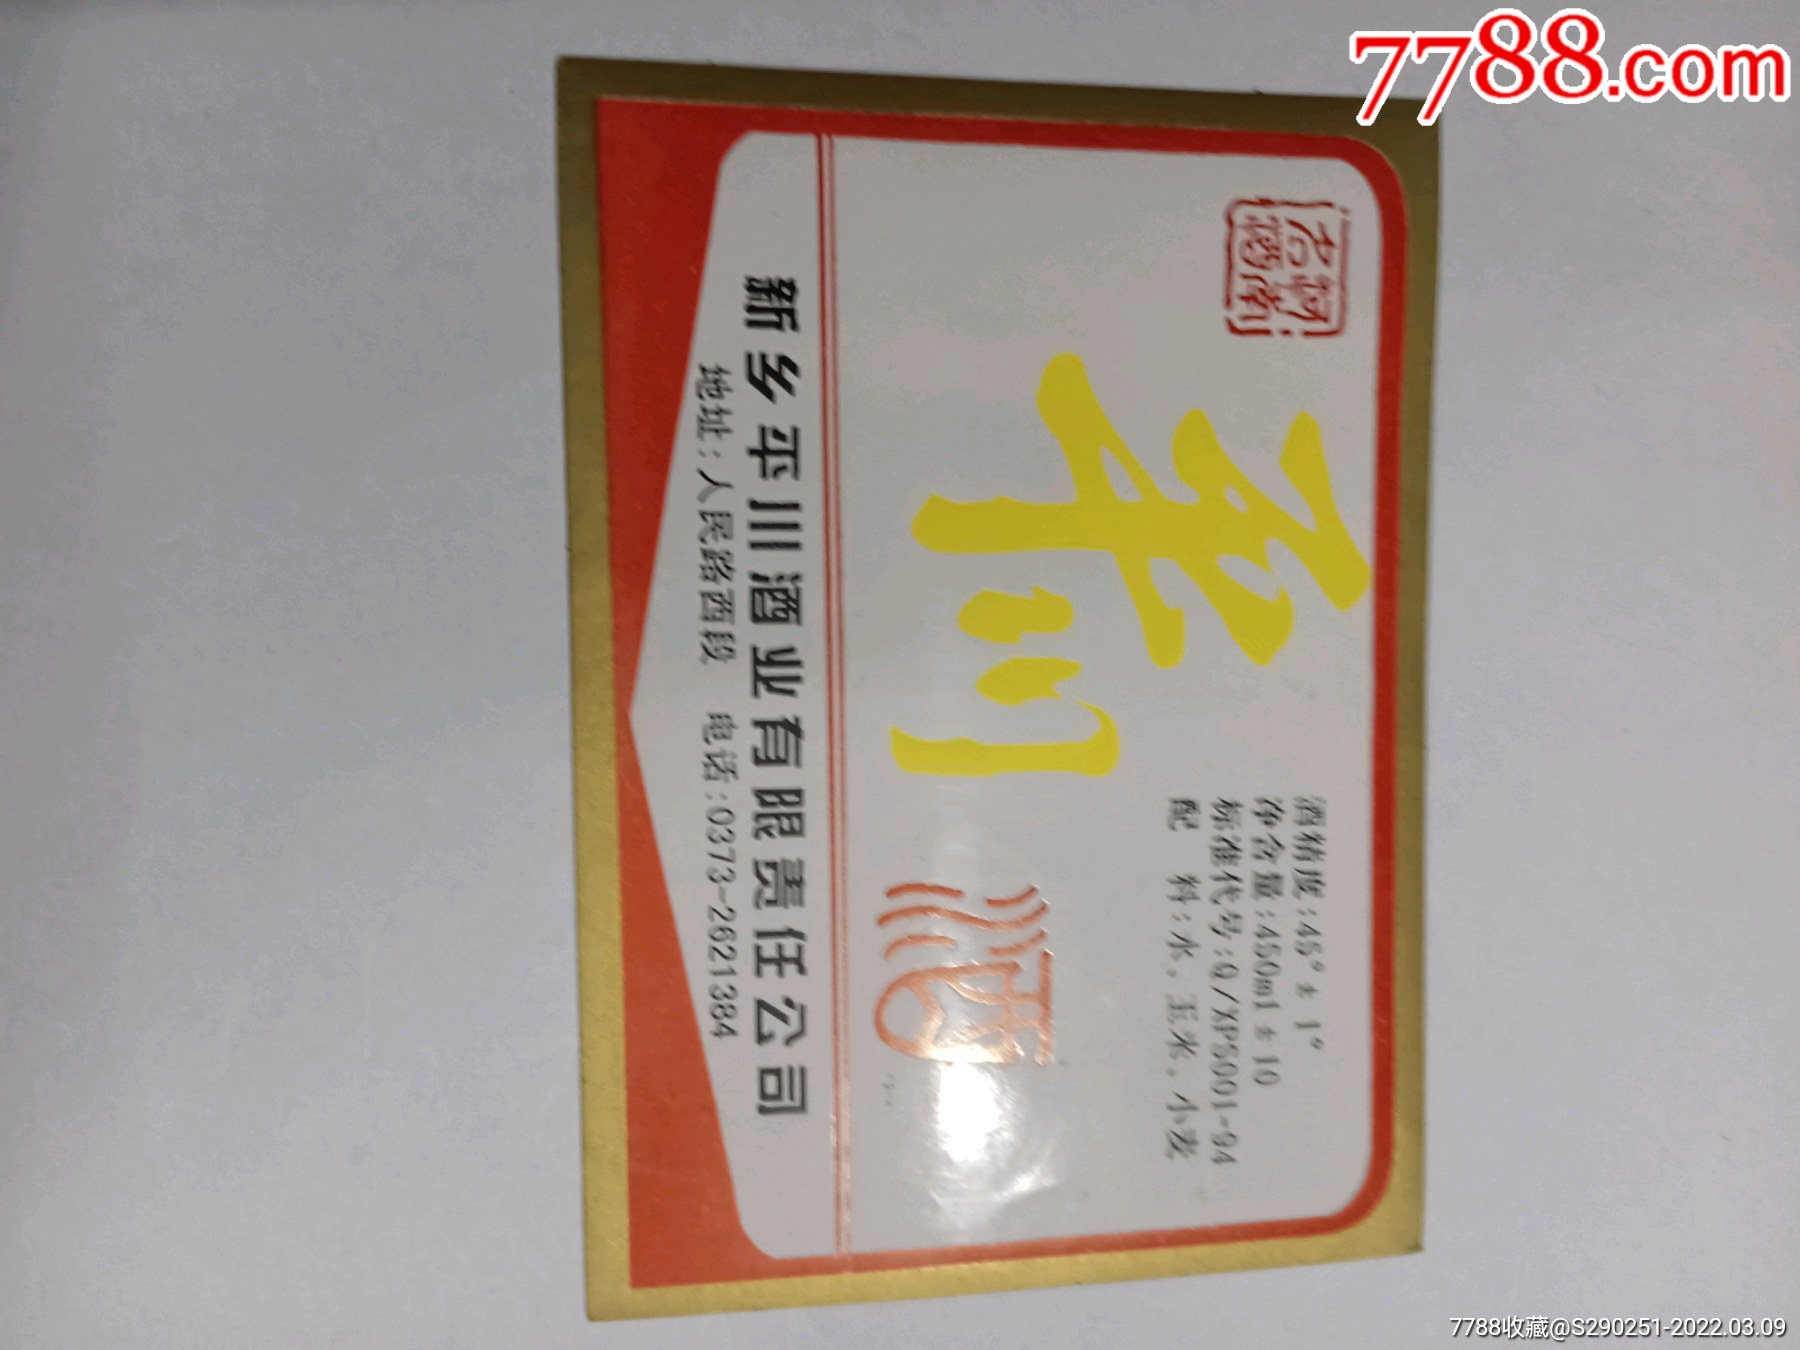 7788.com
河南名酒
平川酒
酒精度：45°± 1°
净含量：450ml ± 10
标准代号：Q/XPS001-94
配 料：水。玉米。小麦
新乡平川酒业有限责任公司
地址：人民路西段 电话：0373-2621384
7788收藏@S290251-2022.03.09